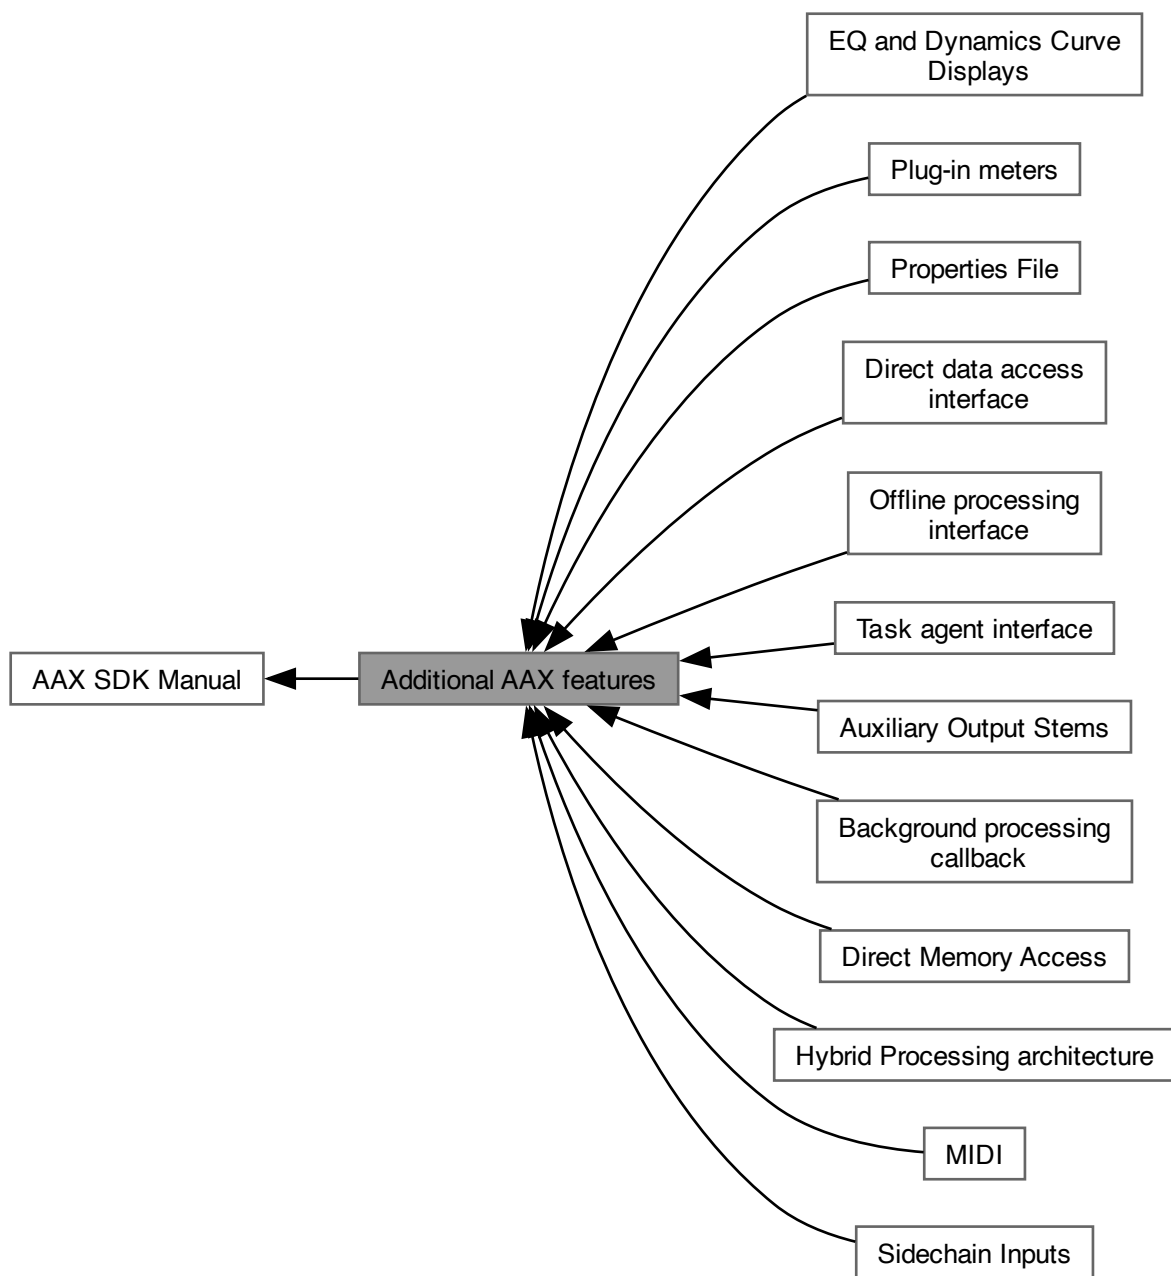 EQ and Dynamics Curve
Displays
Plug-in meters
Properties File
Direct data access
interface
Offline processing
interface
Task agent interface
AAX SDK Manual
Additional AAX features
Auxiliary Output Stems
Background processing
callback
Direct Memory Access
Hybrid Processing architecture
MIDI
Sidechain Inputs